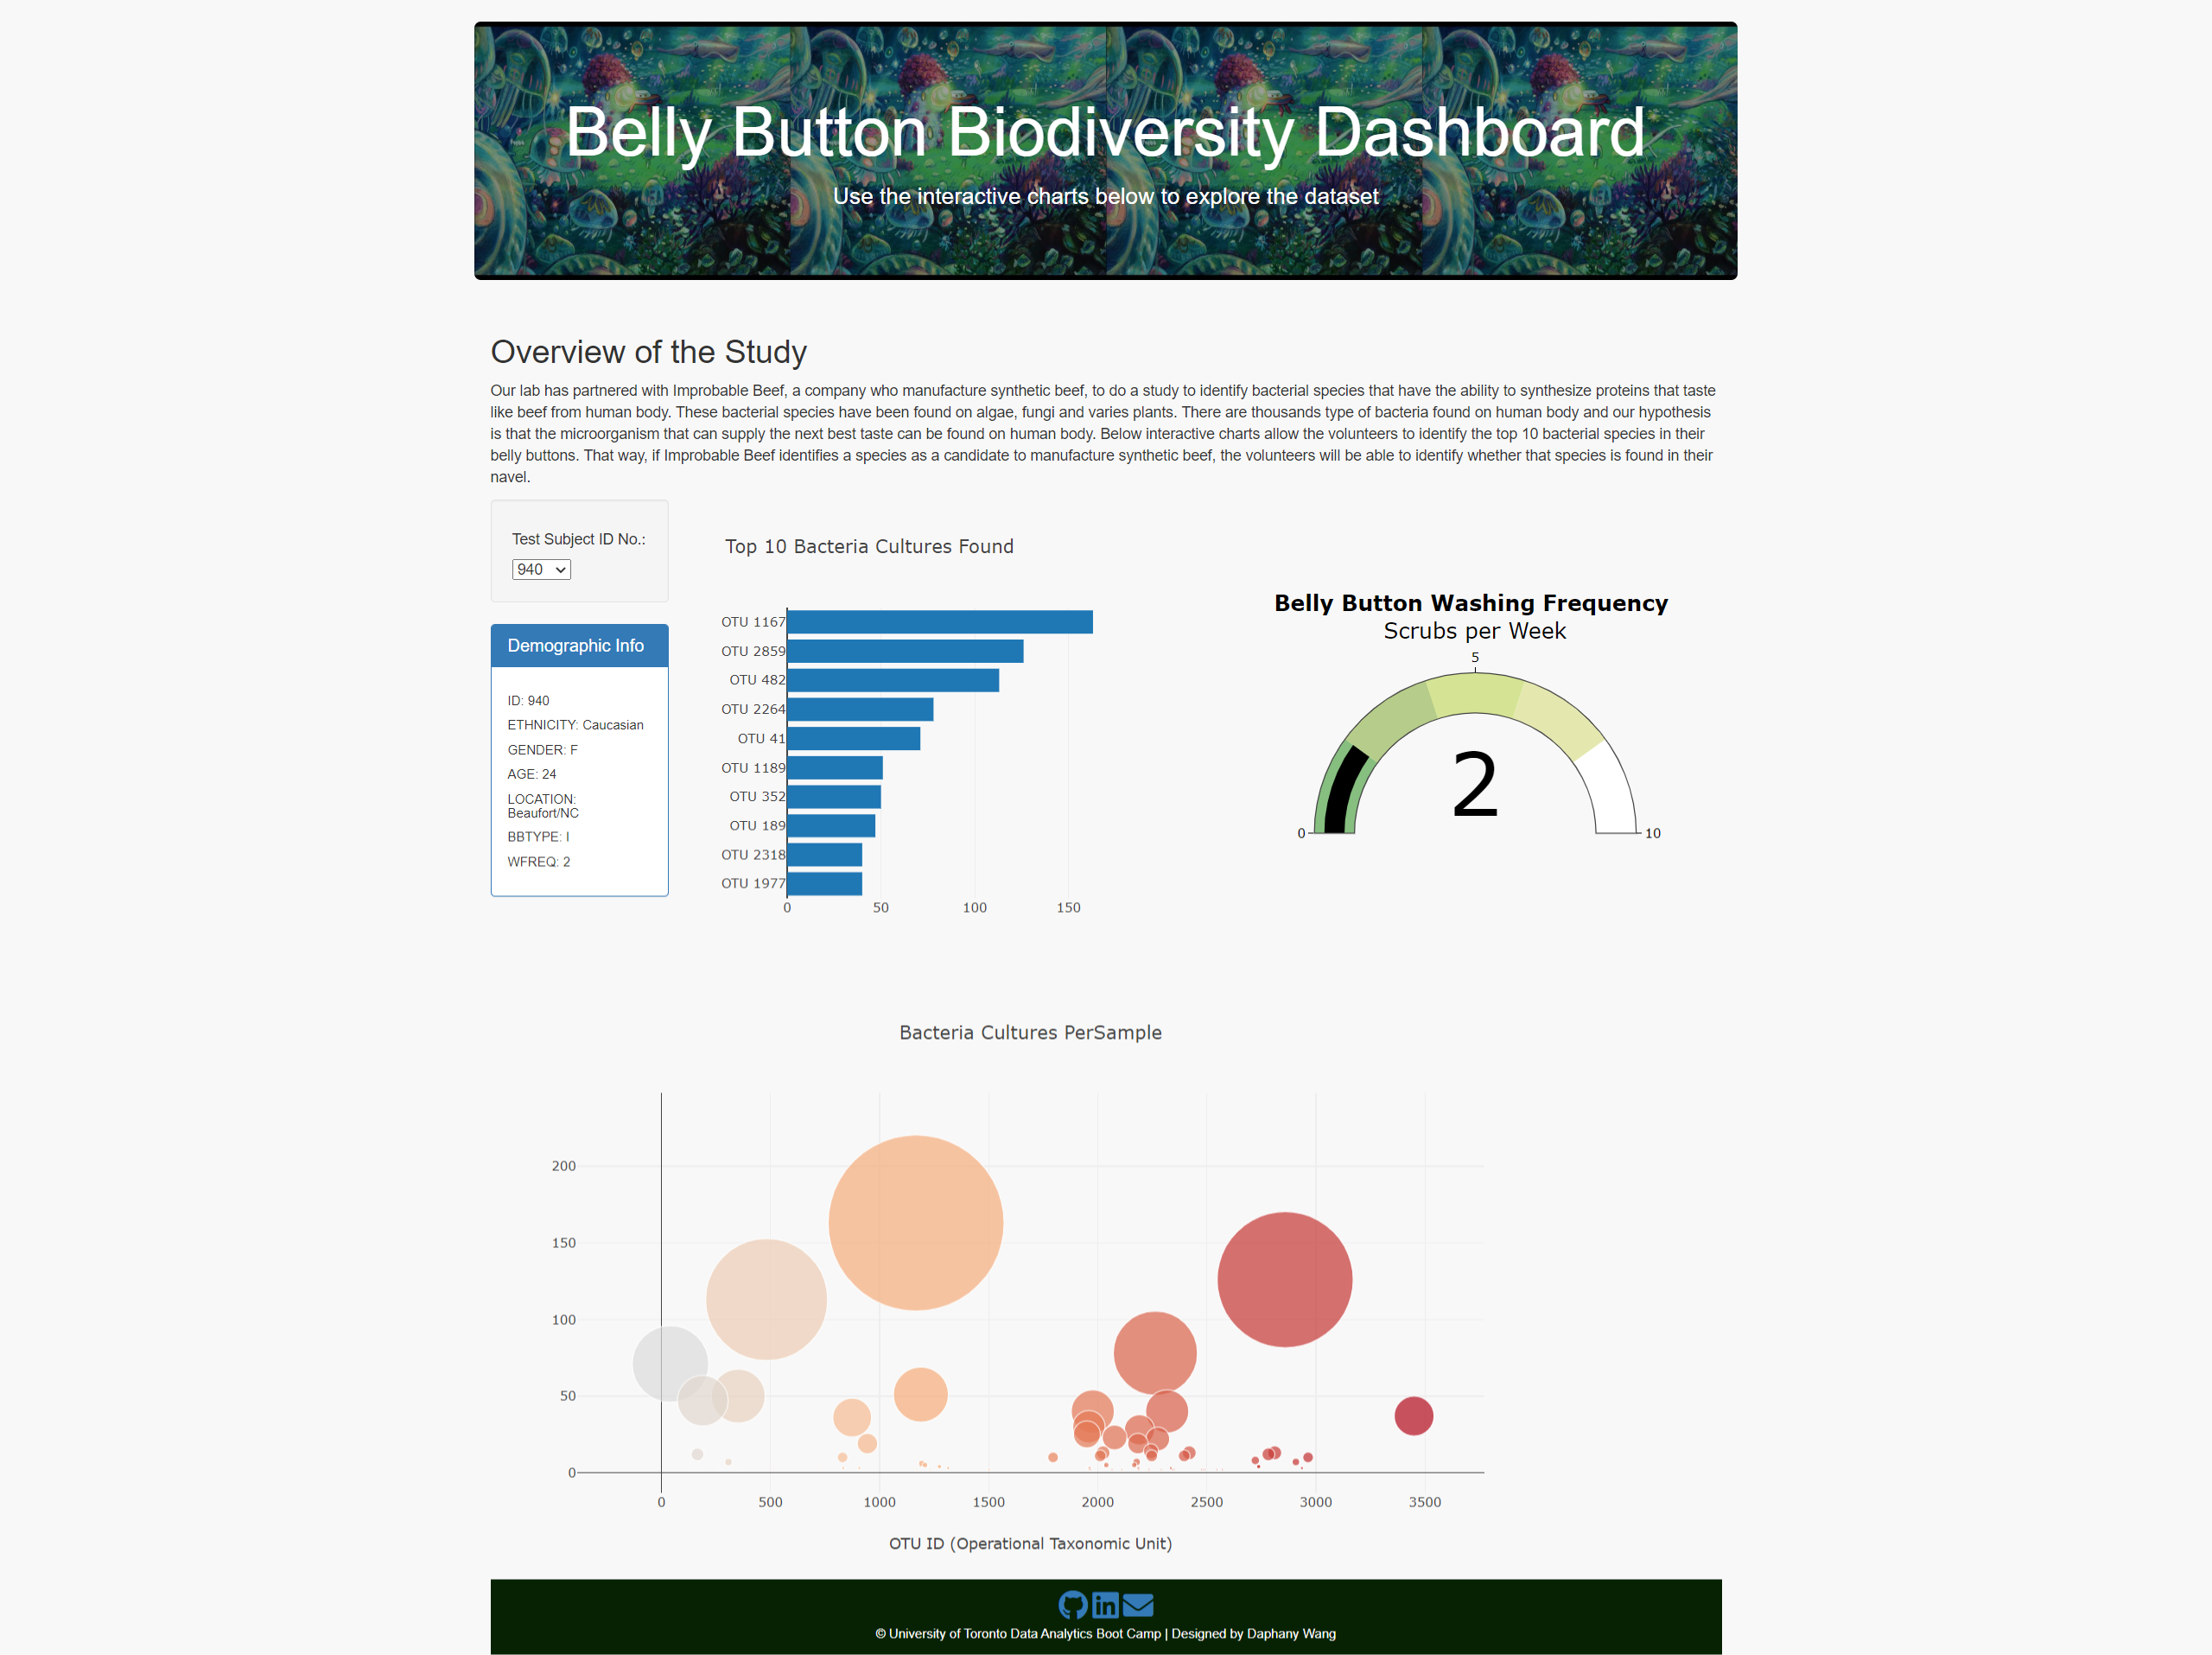 Belly Button Biodiversity Dashboard
Use the interactive charts below to explore the dataset
Overview of the Study
Our lab has partnered with Improbable Beef, a company who manufacture synthetic beef, to do a study to identify bacterial species that have the ability to synthesize proteins that taste
like beef from human body. These bacterial species have been found on algae, fungi and varies plants. There are thousands type of bacteria found on human body and our hypothesis
is that the microorganism that can supply the next best taste can be found on human body. Below interactive charts allow the volunteers to identify the top 10 bacterial species in their
belly buttons. That way, if Improbable Beef identifies a species as a candidate to manufacture synthetic beef, the volunteers will be able to identify whether that species is found in their
navel.
Test Subject ID No.:
940
Demographic Info
ID: 940
ETHNICITY: Caucasian
GENDER: F
AGE: 24
LOCATION:
Beaufort/NC
BBTYPE: I
WFREQ: 2
Top 10 Bacteria Cultures Found
OTU 1167
OTU 2859
OTU 482
OTU 2264
OTU 41
OTU 1189
OTU 352
OTU 189
OTU 2318
OTU 1977
0 50 100 150
Belly Button Washing Frequency
Scrubs per Week
5
2
0 10
Bacteria Cultures PerSample
200
150
100
50
0
0 500 1000 1500 2000 2500 3000 3500
OTU ID (Operational Taxonomic Unit)
© University of Toronto Data Analytics Boot Camp | Designed by Daphany Wang